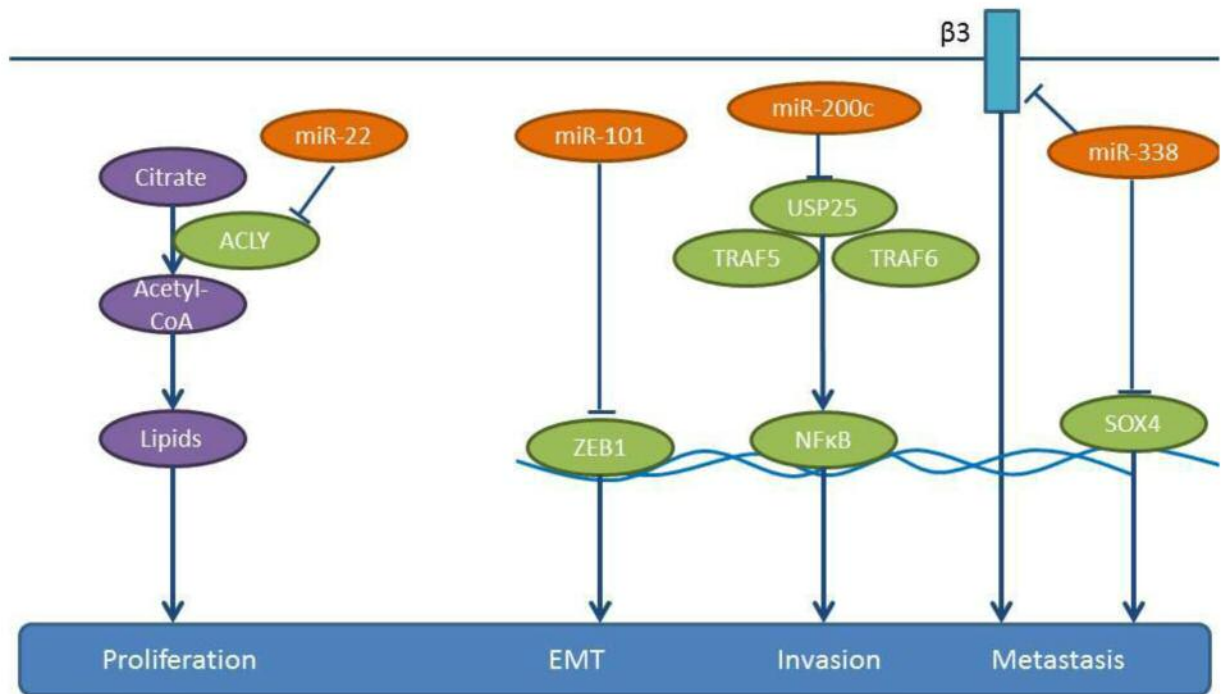 β3
miR-22
miR-101
miR-200c
miR-338
Citrate
ACLY
Acetyl-
CoA
Lipids
USP25
TRAF5
TRAF6
ZEB1
NFκB
SOX4
Proliferation
EMT
Invasion
Metastasis